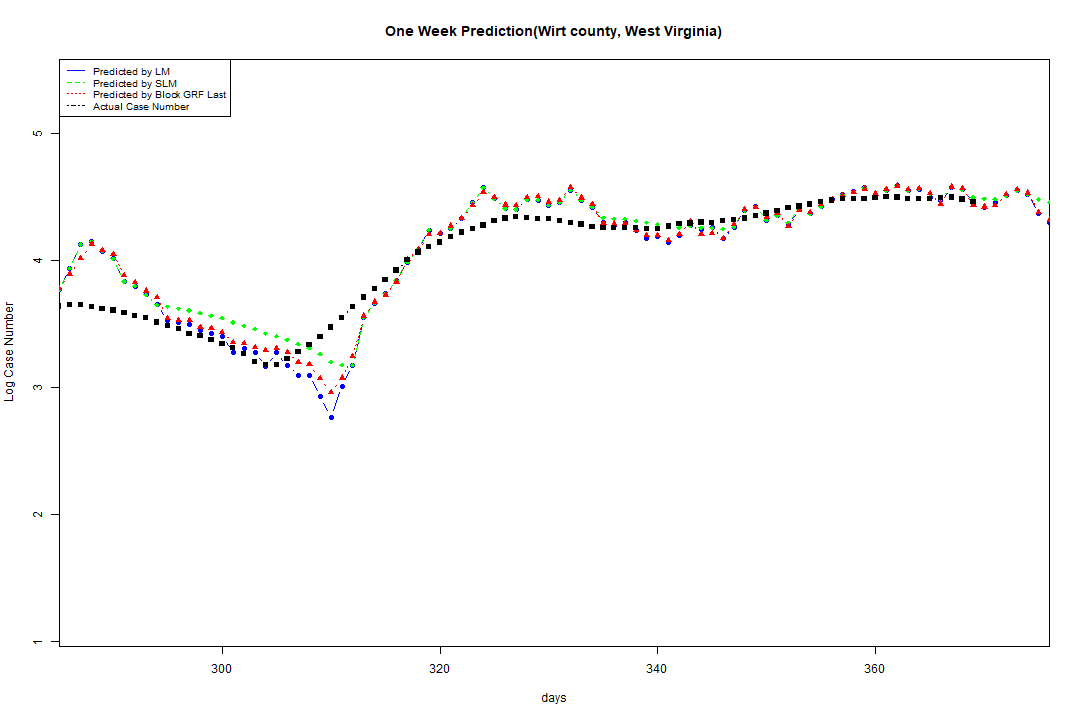 One Week Prediction(Wirt county, West Virginia)
Predicted by LM
Predicted by SLM
Predicted by Block GRF Last
Actual Case Number
5
4
3
2
1
Log Case Number
300 320 340 360
days